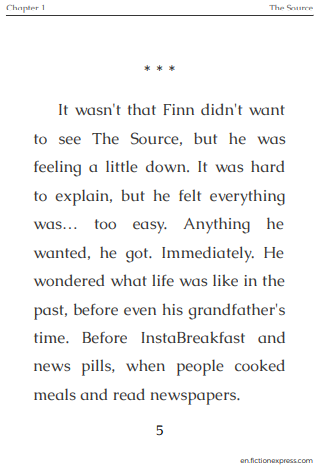 Chapter 1 The Source
* * *
It wasn't that Finn didn't want
to see The Source, but he was
feeling a little down. It was hard
to explain, but he felt everything
was… too easy. Anything he
wanted, he got. Immediately. He
wondered what life was like in the
past, before even his grandfather's
time. Before InstaBreakfast and
news pills, when people cooked
meals and read newspapers.
5
en.fictionexpress.com